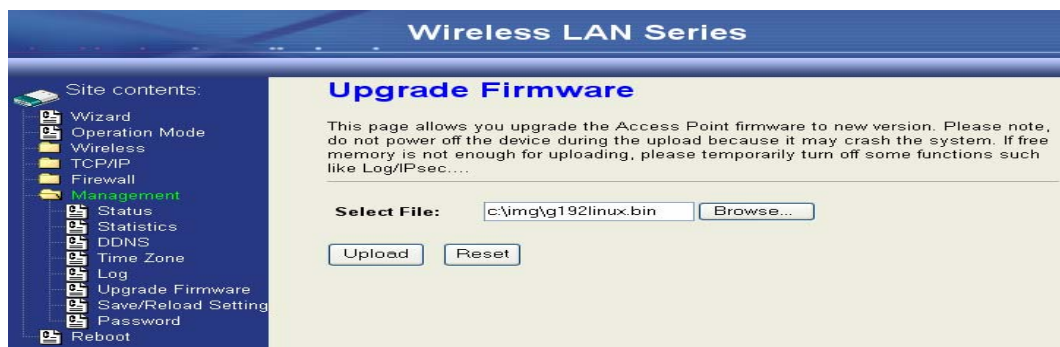 Wireless LAN Series
Site contents:
Wizard
Operation Mode
Wireless
TCP/IP
Firewall
Management
Status
Statistics
DDNS
Time Zone
Log
Upgrade Firmware
Save/Reload Setting
Password
Reboot
Upgrade Firmware
This page allows you upgrade the Access Point firmware to new version. Please note,
do not power off the device during the upload because it may crash the system. If free
memory is not enough for uploading, please temporarily turn off some functions such
like Log/IPsec....
Select File: c:\img\g192linux.bin Browse...
Upload Reset